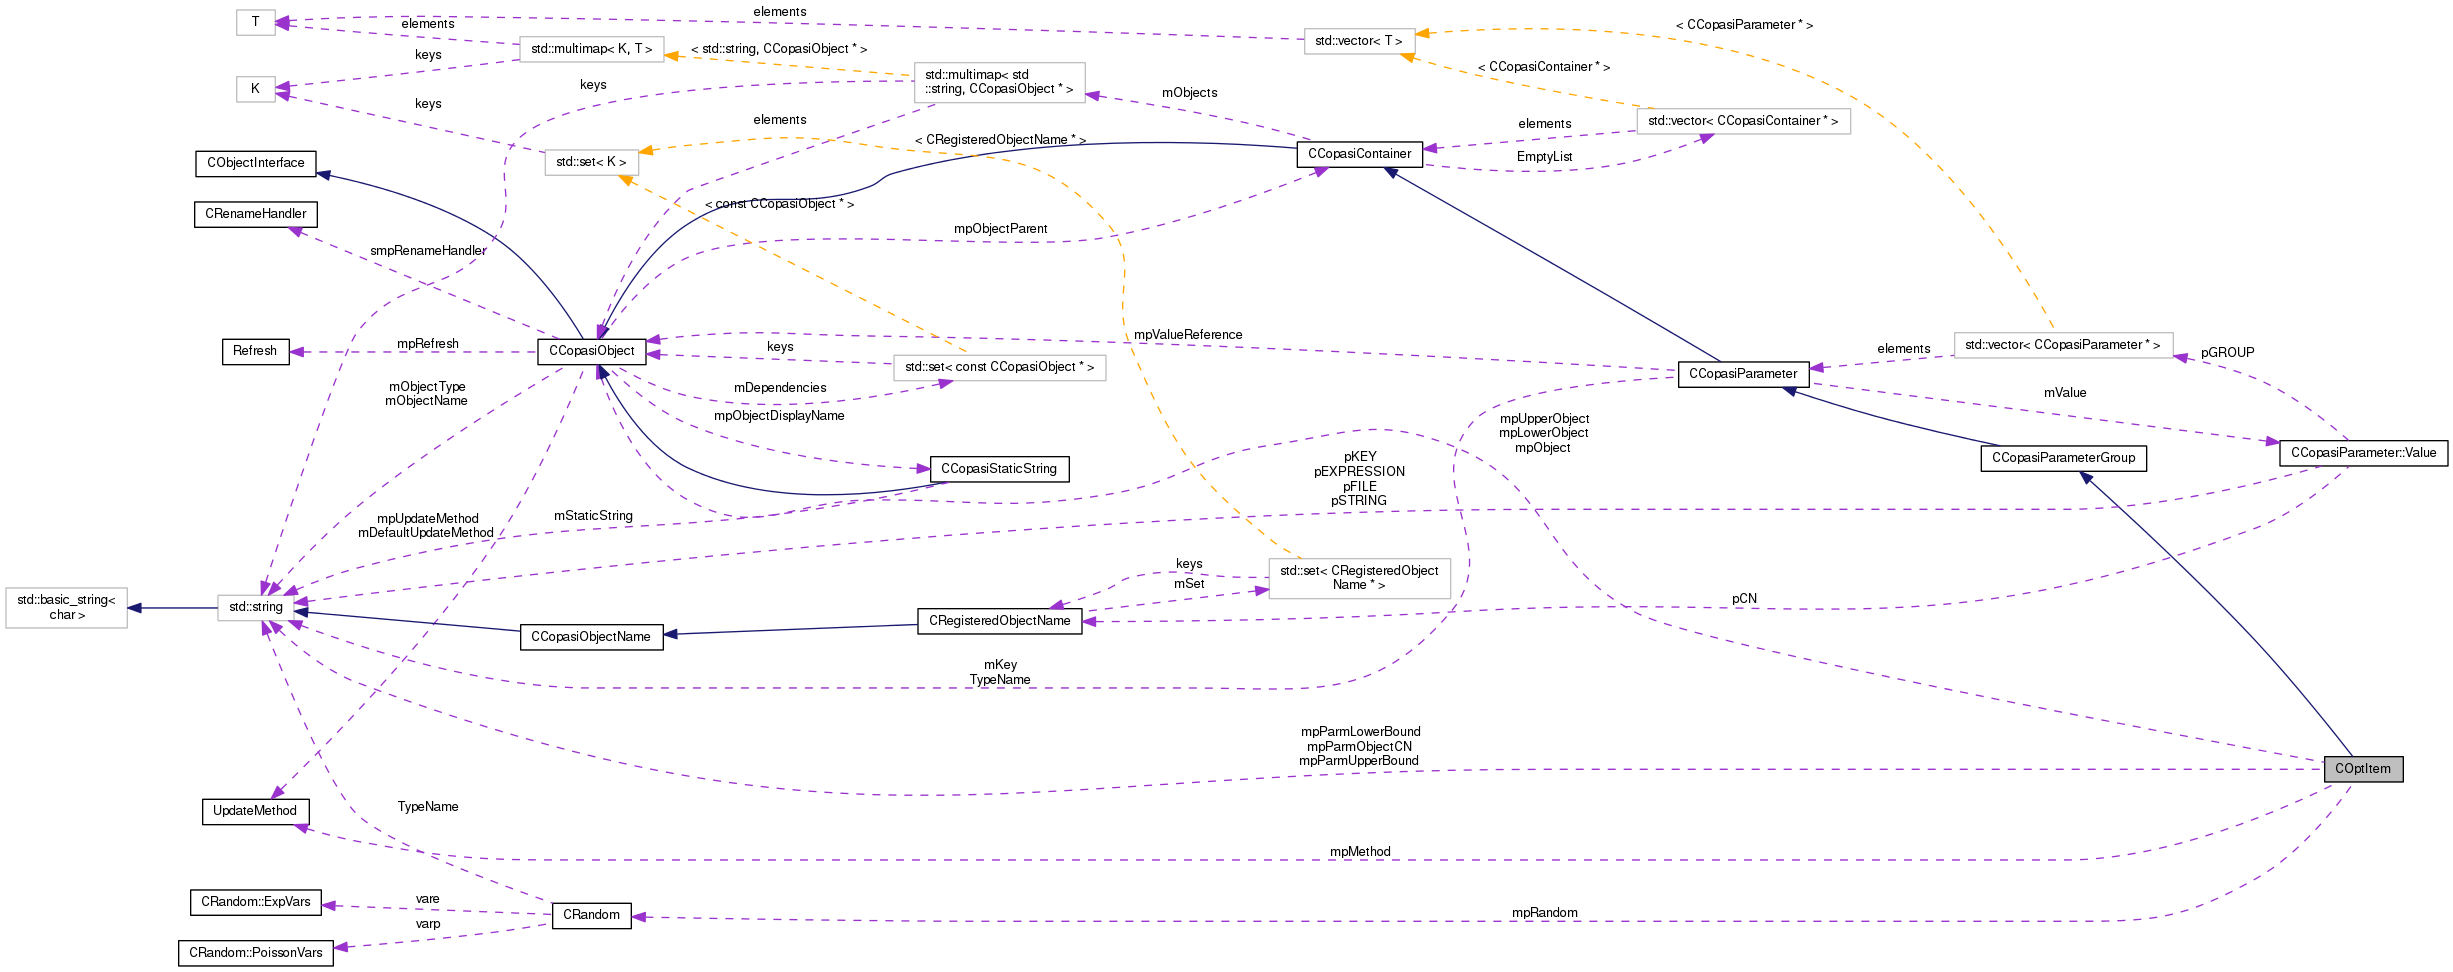 T
elements
elements
std::multimap< K, T >
keys
< std::string, CCopasiObject * >
std::vector< T >
< CCopasiParameter * >
< CCopasiContainer * >
K
keys
keys
std::multimap< std
::string, CCopasiObject * >
mObjects
std::vector< CCopasiContainer * >
elements
elements
EmptyList
CObjectInterface
std::set< K >
< CRegisteredObjectName * >
CCopasiContainer
CRenameHandler
< const CCopasiObject * >
smpRenameHandler
mpObjectParent
Refresh
mpRefresh
CCopasiObject
keys
std::set< const CCopasiObject * >
mpValueReference
CCopasiParameter
elements
std::vector< CCopasiParameter * >
pGROUP
mObjectType
mObjectName
mDependencies
mpObjectDisplayName
mValue
mpUpperObject
mpLowerObject
mpObject
CCopasiParameterGroup
CCopasiParameter::Value
CCopasiStaticString
pKEY
pEXPRESSION
pFILE
pSTRING
mpUpdateMethod
mDefaultUpdateMethod
mStaticString
keys
mSet
std::set< CRegisteredObject
Name * >
std::basic_string<
char >
std::string
CCopasiObjectName
CRegisteredObjectName
pCN
mKey
TypeName
mpParmLowerBound
mpParmObjectCN
mpParmUpperBound
COptItem
UpdateMethod
TypeName
mpMethod
CRandom::ExpVars
vare
CRandom
mpRandom
varp
CRandom::PoissonVars